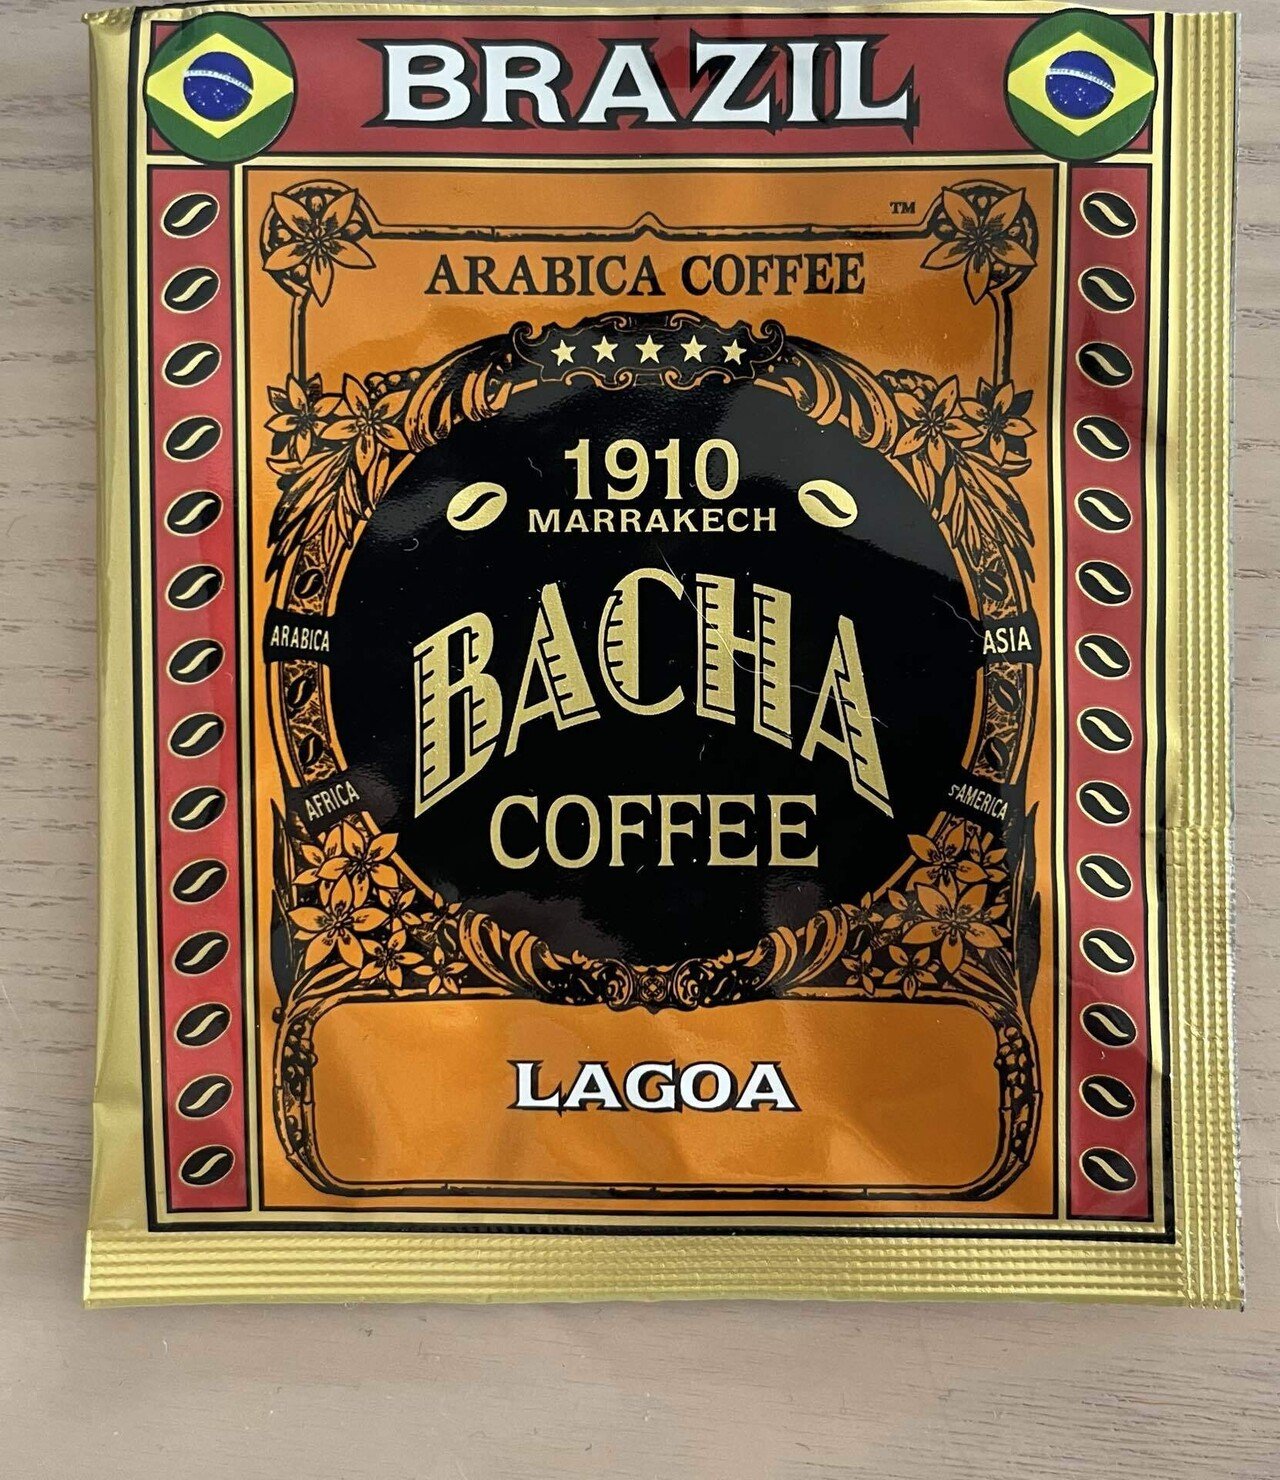 BRAZIL
™
ARABICA COFFEE
1910
MARRAKECH
BACHA
COFFEE
ARABICA
ASIA
AFRICA
S AMERICA
LAGOA